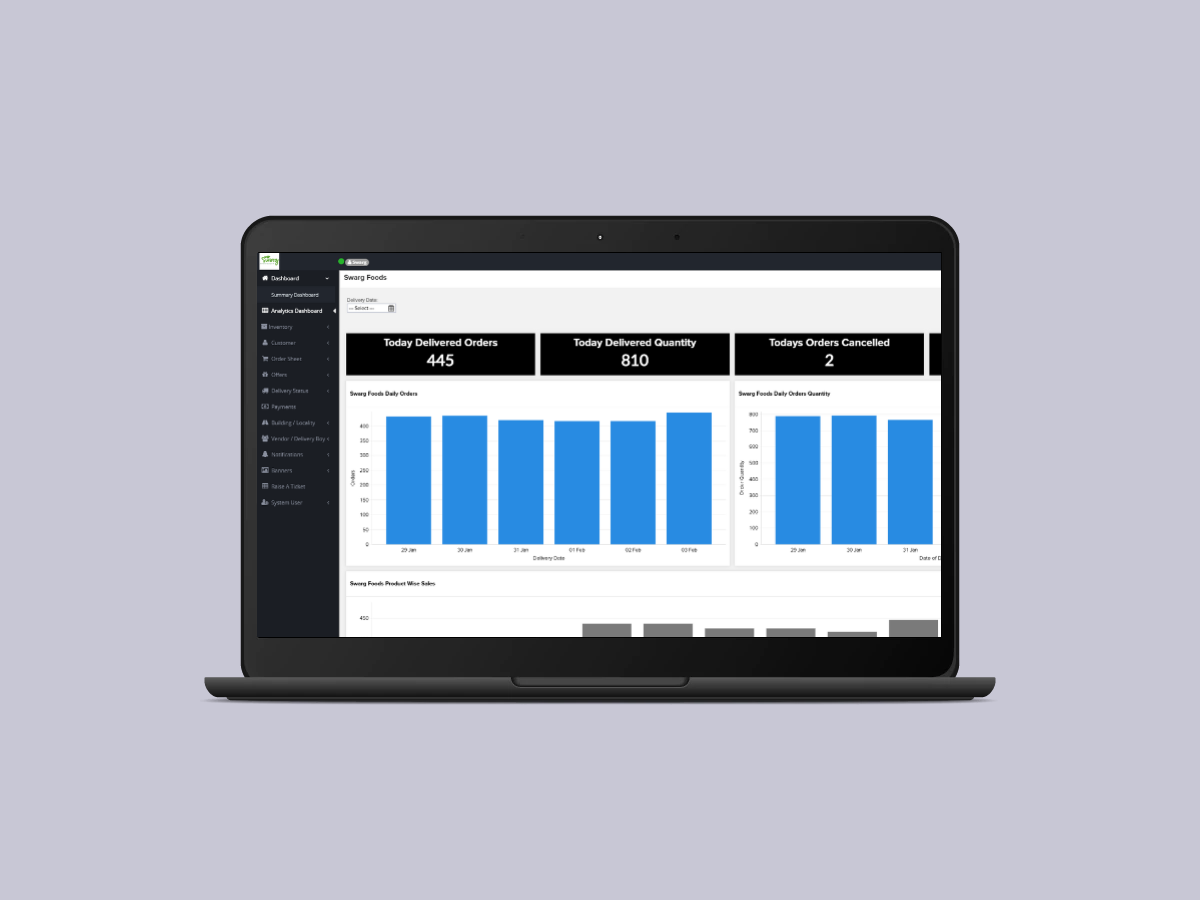 Swarg
Swarg Foods
Dashboard
Summary Dashboard
Analytics Dashboard
Inventory
Customer
Order Sheet
Offers
Delivery Status
Payments
Building / Locality
Vendor / Delivery Boy
Notifications
Banners
Raise A Ticket
System User
Delivery Date:
-- Select --
Today Delivered Orders
445
Today Delivered Quantity
810
Todays Orders Cancelled
2
Swarg Foods Daily Orders
400
350
300
250
200
150
100
50
0
Orders
29 Jan 30 Jan 31 Jan 01 Feb 02 Feb 03 Feb
Delivery Date
Swarg Foods Daily Orders Quantity
800
700
600
500
400
300
200
100
0
Order Quantity
29 Jan 30 Jan 31 Jan
Date of D
Swarg Foods Product Wise Sales
450